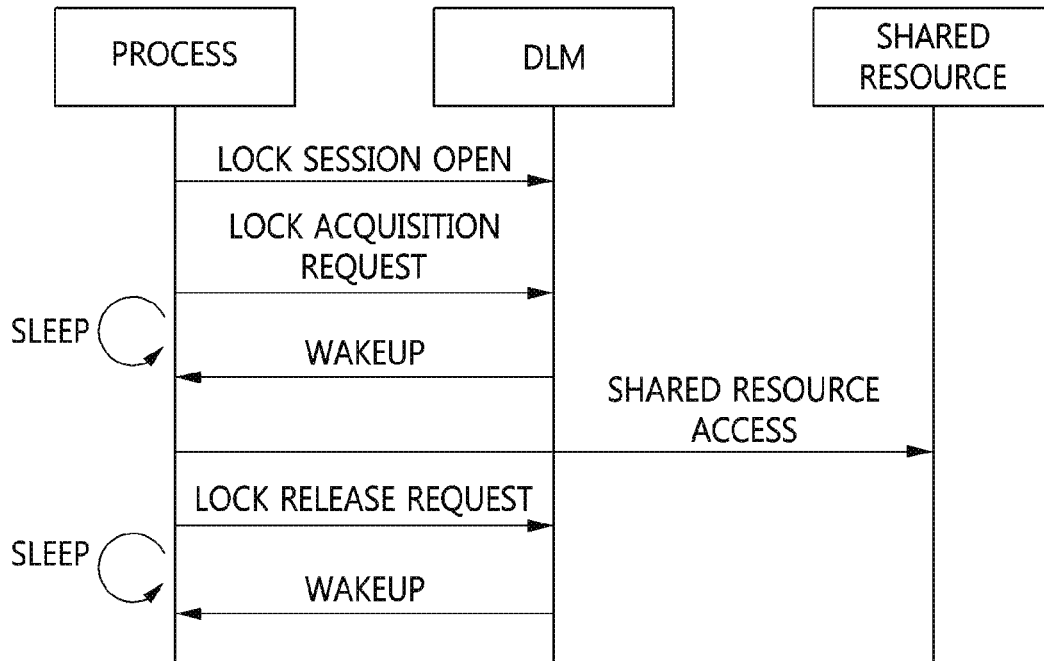 PROCESS
DLM
SHARED
RESOURCE
LOCK SESSION OPEN
LOCK ACQUISITION
REQUEST
SLEEP
WAKEUP
SHARED RESOURCE
ACCESS
LOCK RELEASE REQUEST
SLEEP
WAKEUP